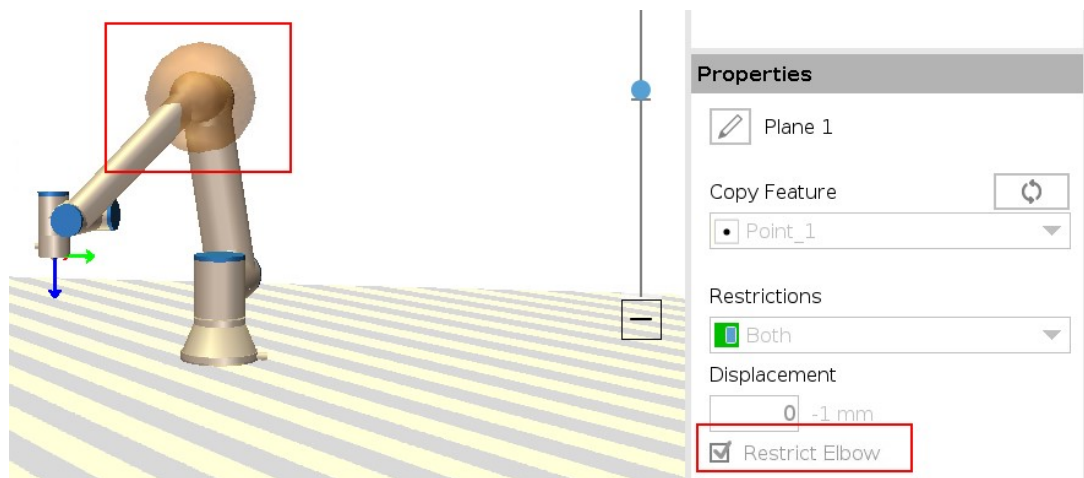 Properties
Plane 1
Copy Feature
Point_1
Restrictions
Both
Displacement
0 -1 mm
Restrict Elbow